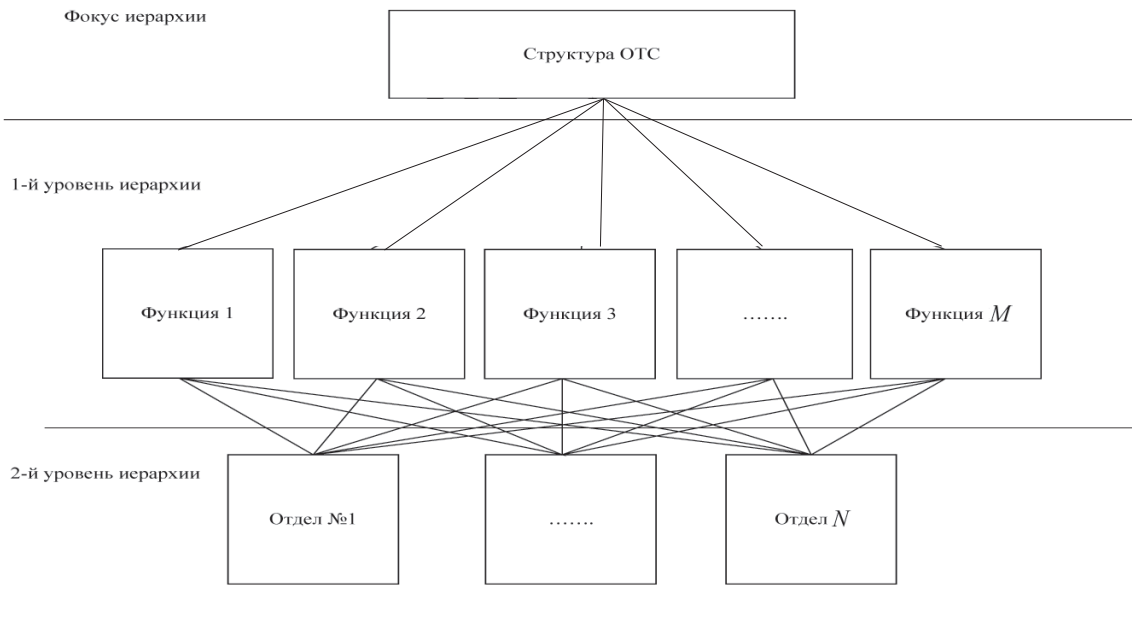 Фокус иерархии
Структура ОТС
1-й уровень иерархии
Функция 1
Функция 2
Функция 3
.......
Функция M
2-й уровень иерархии
Отдел №1
.......
Отдел N